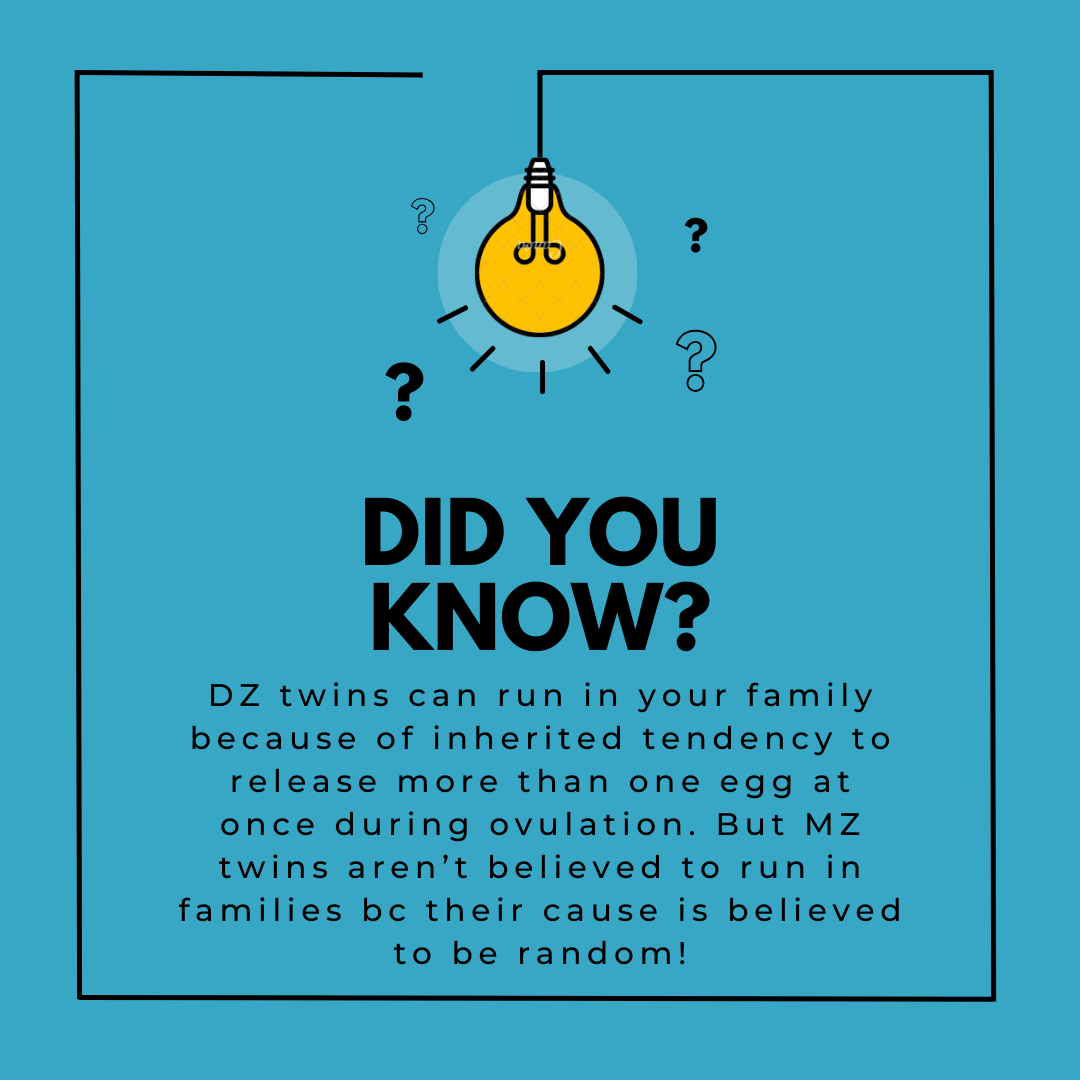 ?
?
?
?
DID YOU
KNOW?
DZ twins can run in your family
because of inherited tendency to
release more than one egg at
once during ovulation. But MZ
twins aren’t believed to run in
families bc their cause is believed
to be random!